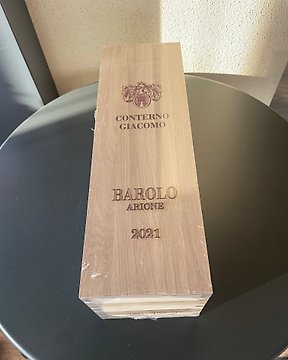 CONTERNO
GIACOMO
BAROLO
ARIONE
2021